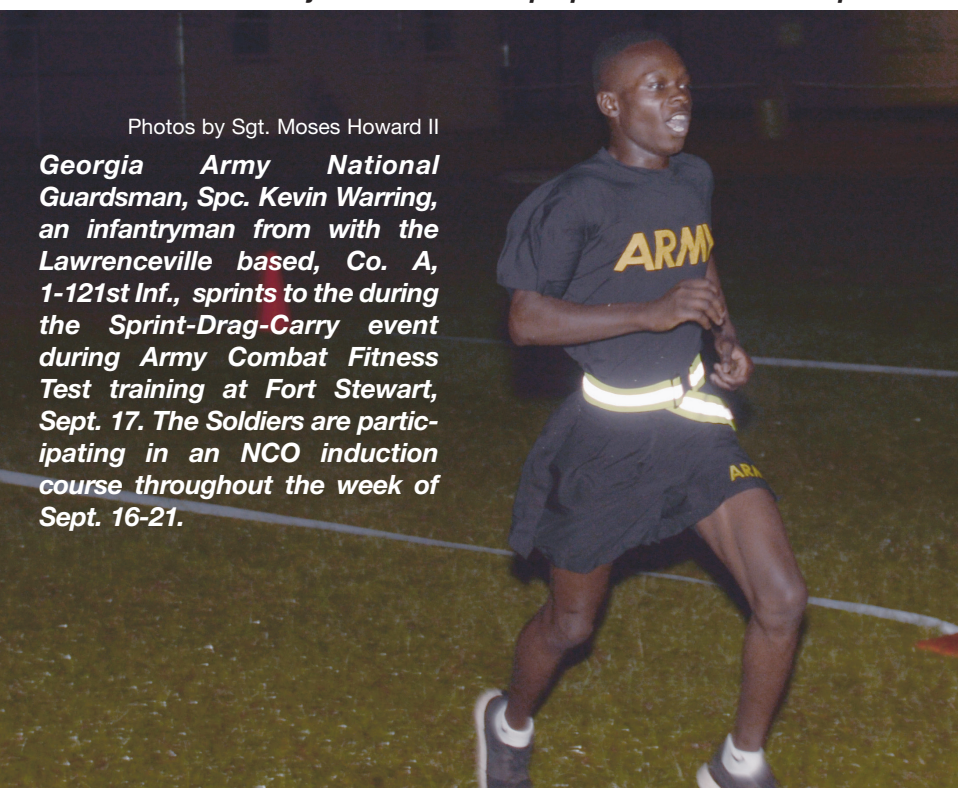 Photos by Sgt. Moses Howard II
Georgia Army National
Guardsman, Spc. Kevin Warring,
an infantryman from with the
Lawrenceville based, Co. A,
1-121st Inf., sprints to the during
the Sprint-Drag-Carry event
during Army Combat Fitness
Test training at Fort Stewart,
Sept. 17. The Soldiers are partic-
ipating in an NCO induction
course throughout the week of
Sept. 16-21.
ARMY
ARM